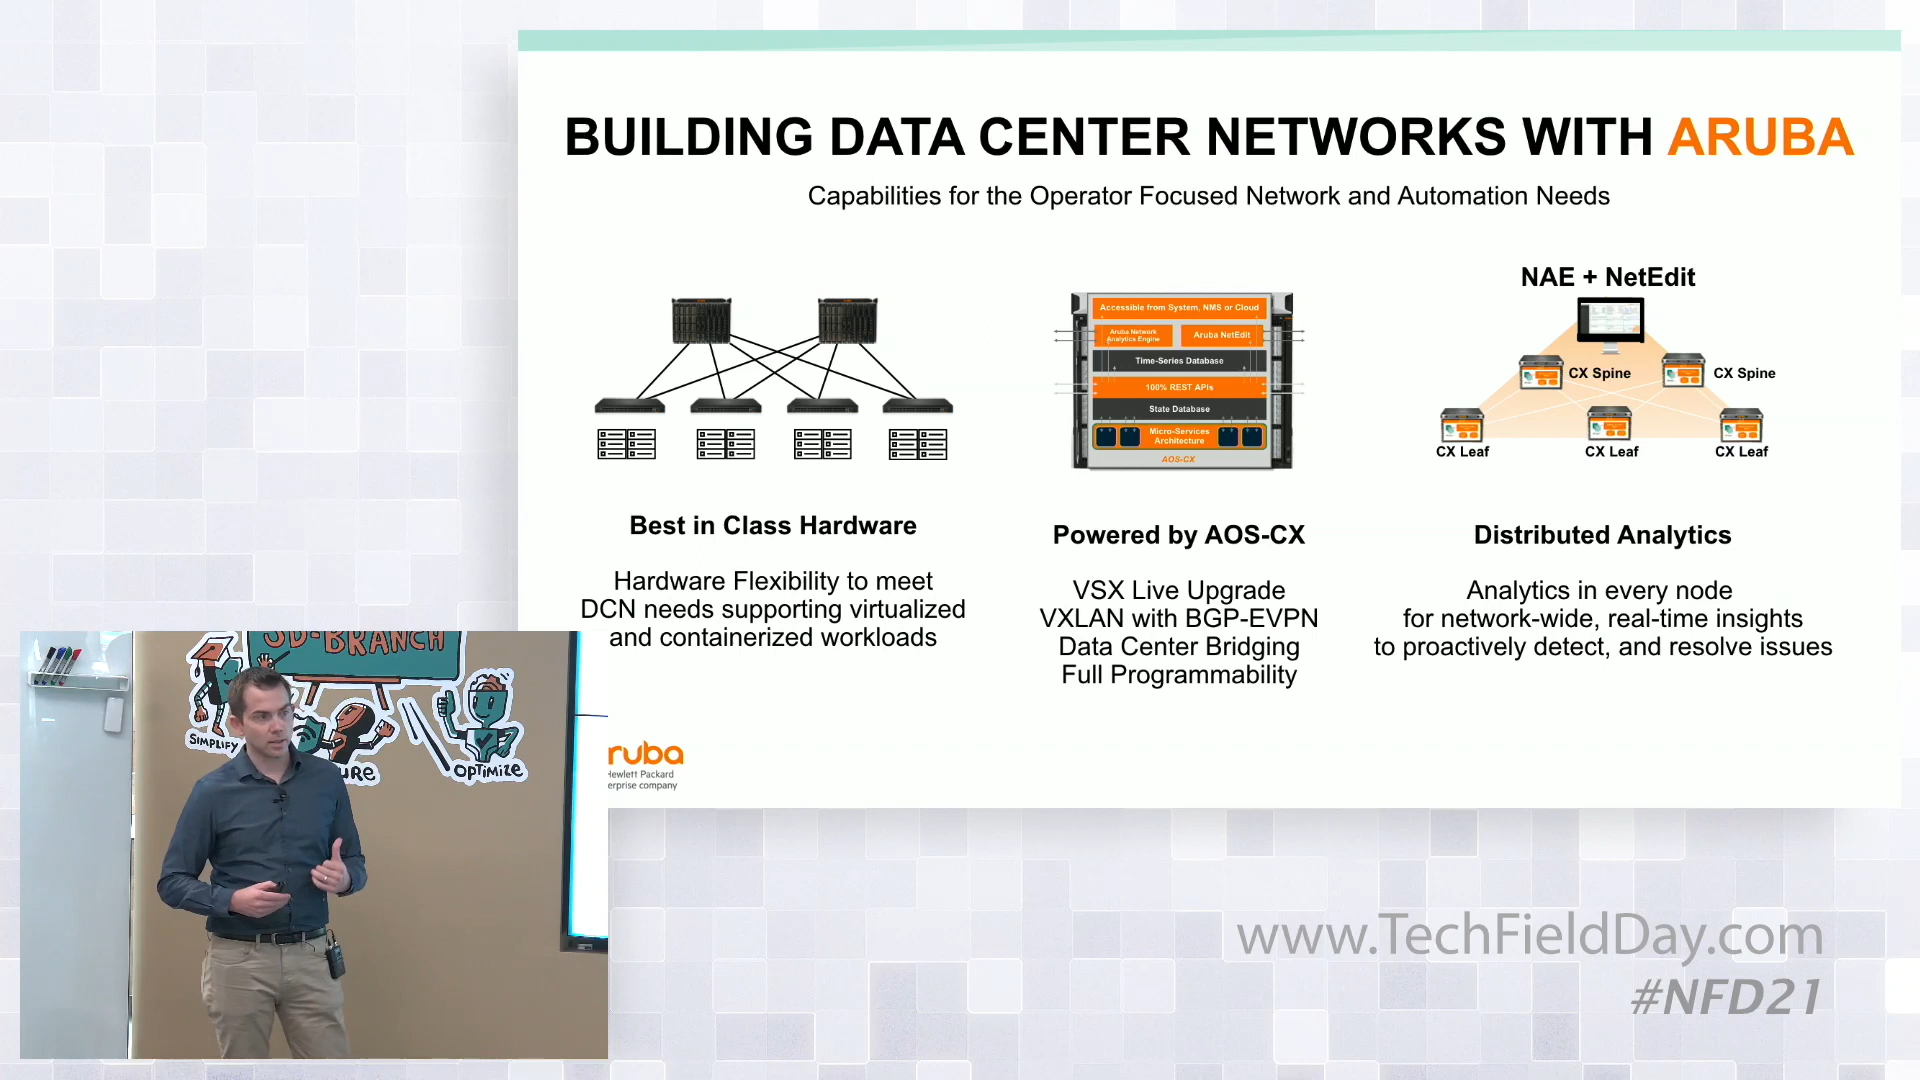 BUILDING DATA CENTER NETWORKS WITH ARUBA
Capabilities for the Operator Focused Network and Automation Needs
Best in Class Hardware
Hardware Flexibility to meet
DCN needs supporting virtualized
and containerized workloads
Accessible from System, NMS or Cloud
Aruba Network
Analytics Engine
Aruba NetEdit
Time-Series Database
100% REST APIs
State Database
Micro-Services
Architecture
AOS-CX
Powered by AOS-CX
VSX Live Upgrade
VXLAN with BGP-EVPN
Data Center Bridging
Full Programmability
NAE + NetEdit
CX Spine
CX Spine
CX Leaf
CX Leaf
CX Leaf
Distributed Analytics
Analytics in every node
for network-wide, real-time insights
to proactively detect, and resolve issues
SD-BRANCH
SIMPLIFY
URE
OPTIMIZE
ruba
Hewlett Packard
erprise company
www.TechFieldDay.com
#NFD21